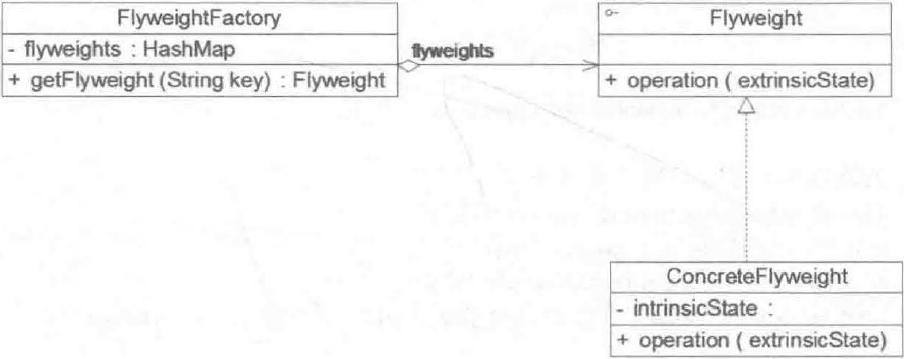 FlyweightFactory
- flyweights : HashMap
+ getFlyweight (String key) : Flyweight
flyweights
Flyweight
+ operation ( extrinsicState)
ConcreteFlyweight
- intrinsicState :
+ operation ( extrinsicState)